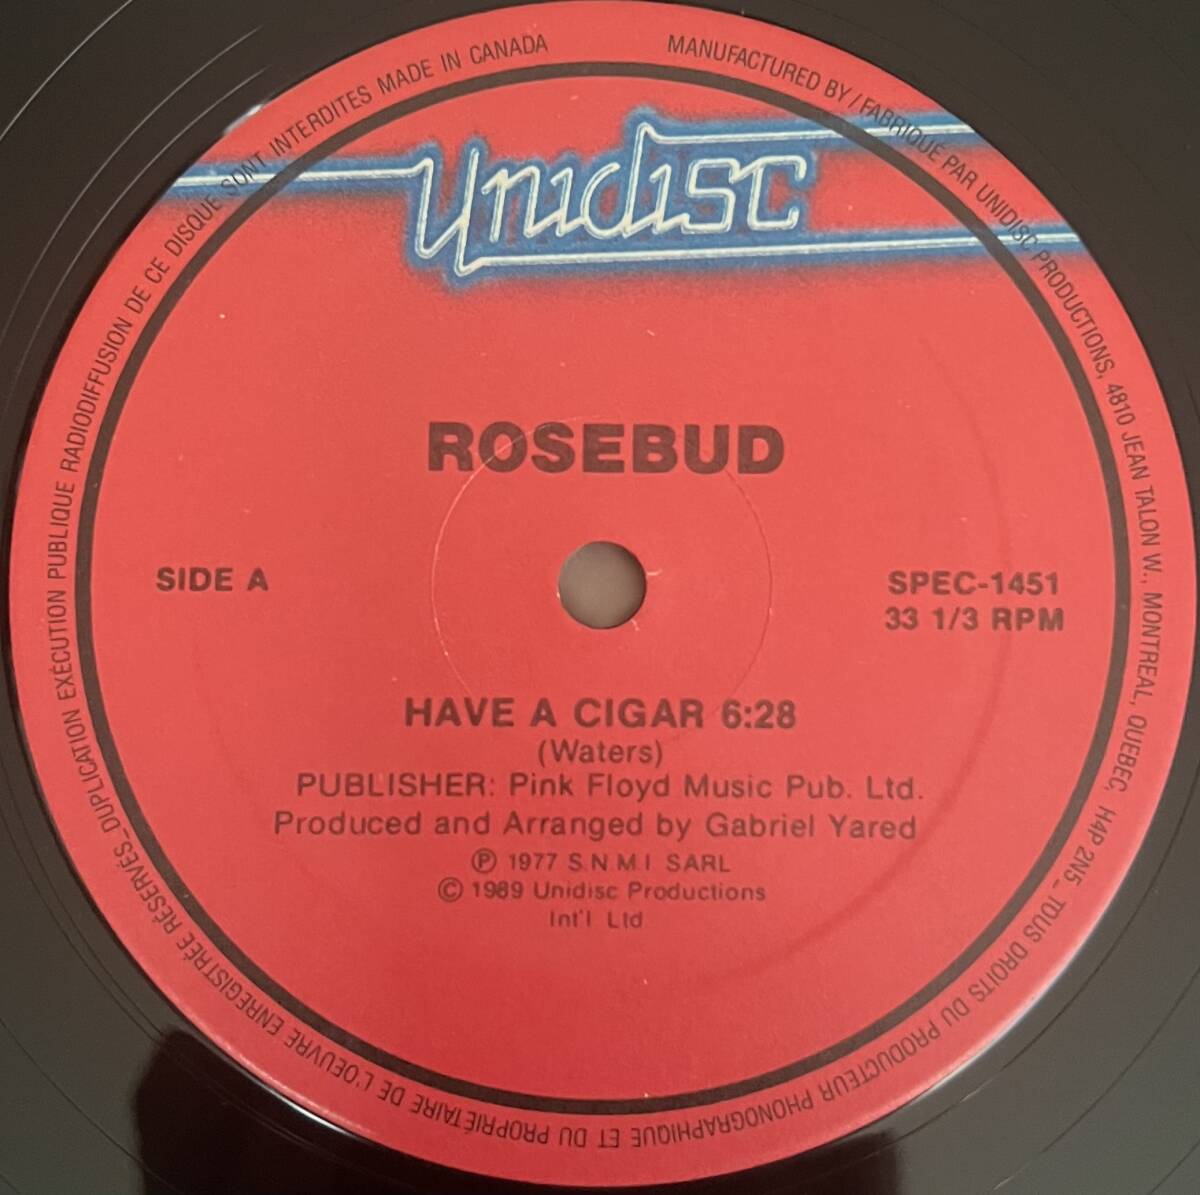 Unidisc
ROSEBUD
SIDE A
SPEC-1451
33 1/3 RPM
HAVE A CIGAR 6:28
(Waters)
PUBLISHER: Pink Floyd Music Pub. Ltd.
Produced and Arranged by Gabriel Yared
Ⓟ 1977 S.N.M.I SARL
© 1989 Unidisc Productions
Int'l Ltd
MANUFACTURED BY/FABRIQUÉ PAR UNIDISC PRODUCTIONS, 4810 JEAN TALON W., MONTREAL, QUEBEC, H4P 2N5_TOUS DROITS DU PRODUCTEUR PHONOGRAPHIQUE ET DU PROPRIÉTAIRE DE L'OEUVRE ENREGISTRÉE RÉSERVÉS_DUPLICATION EXÉCUTION PUBLIQUE RADIODIFFUSION DE CE DISQUE SONT INTERDITES MADE IN CANADA